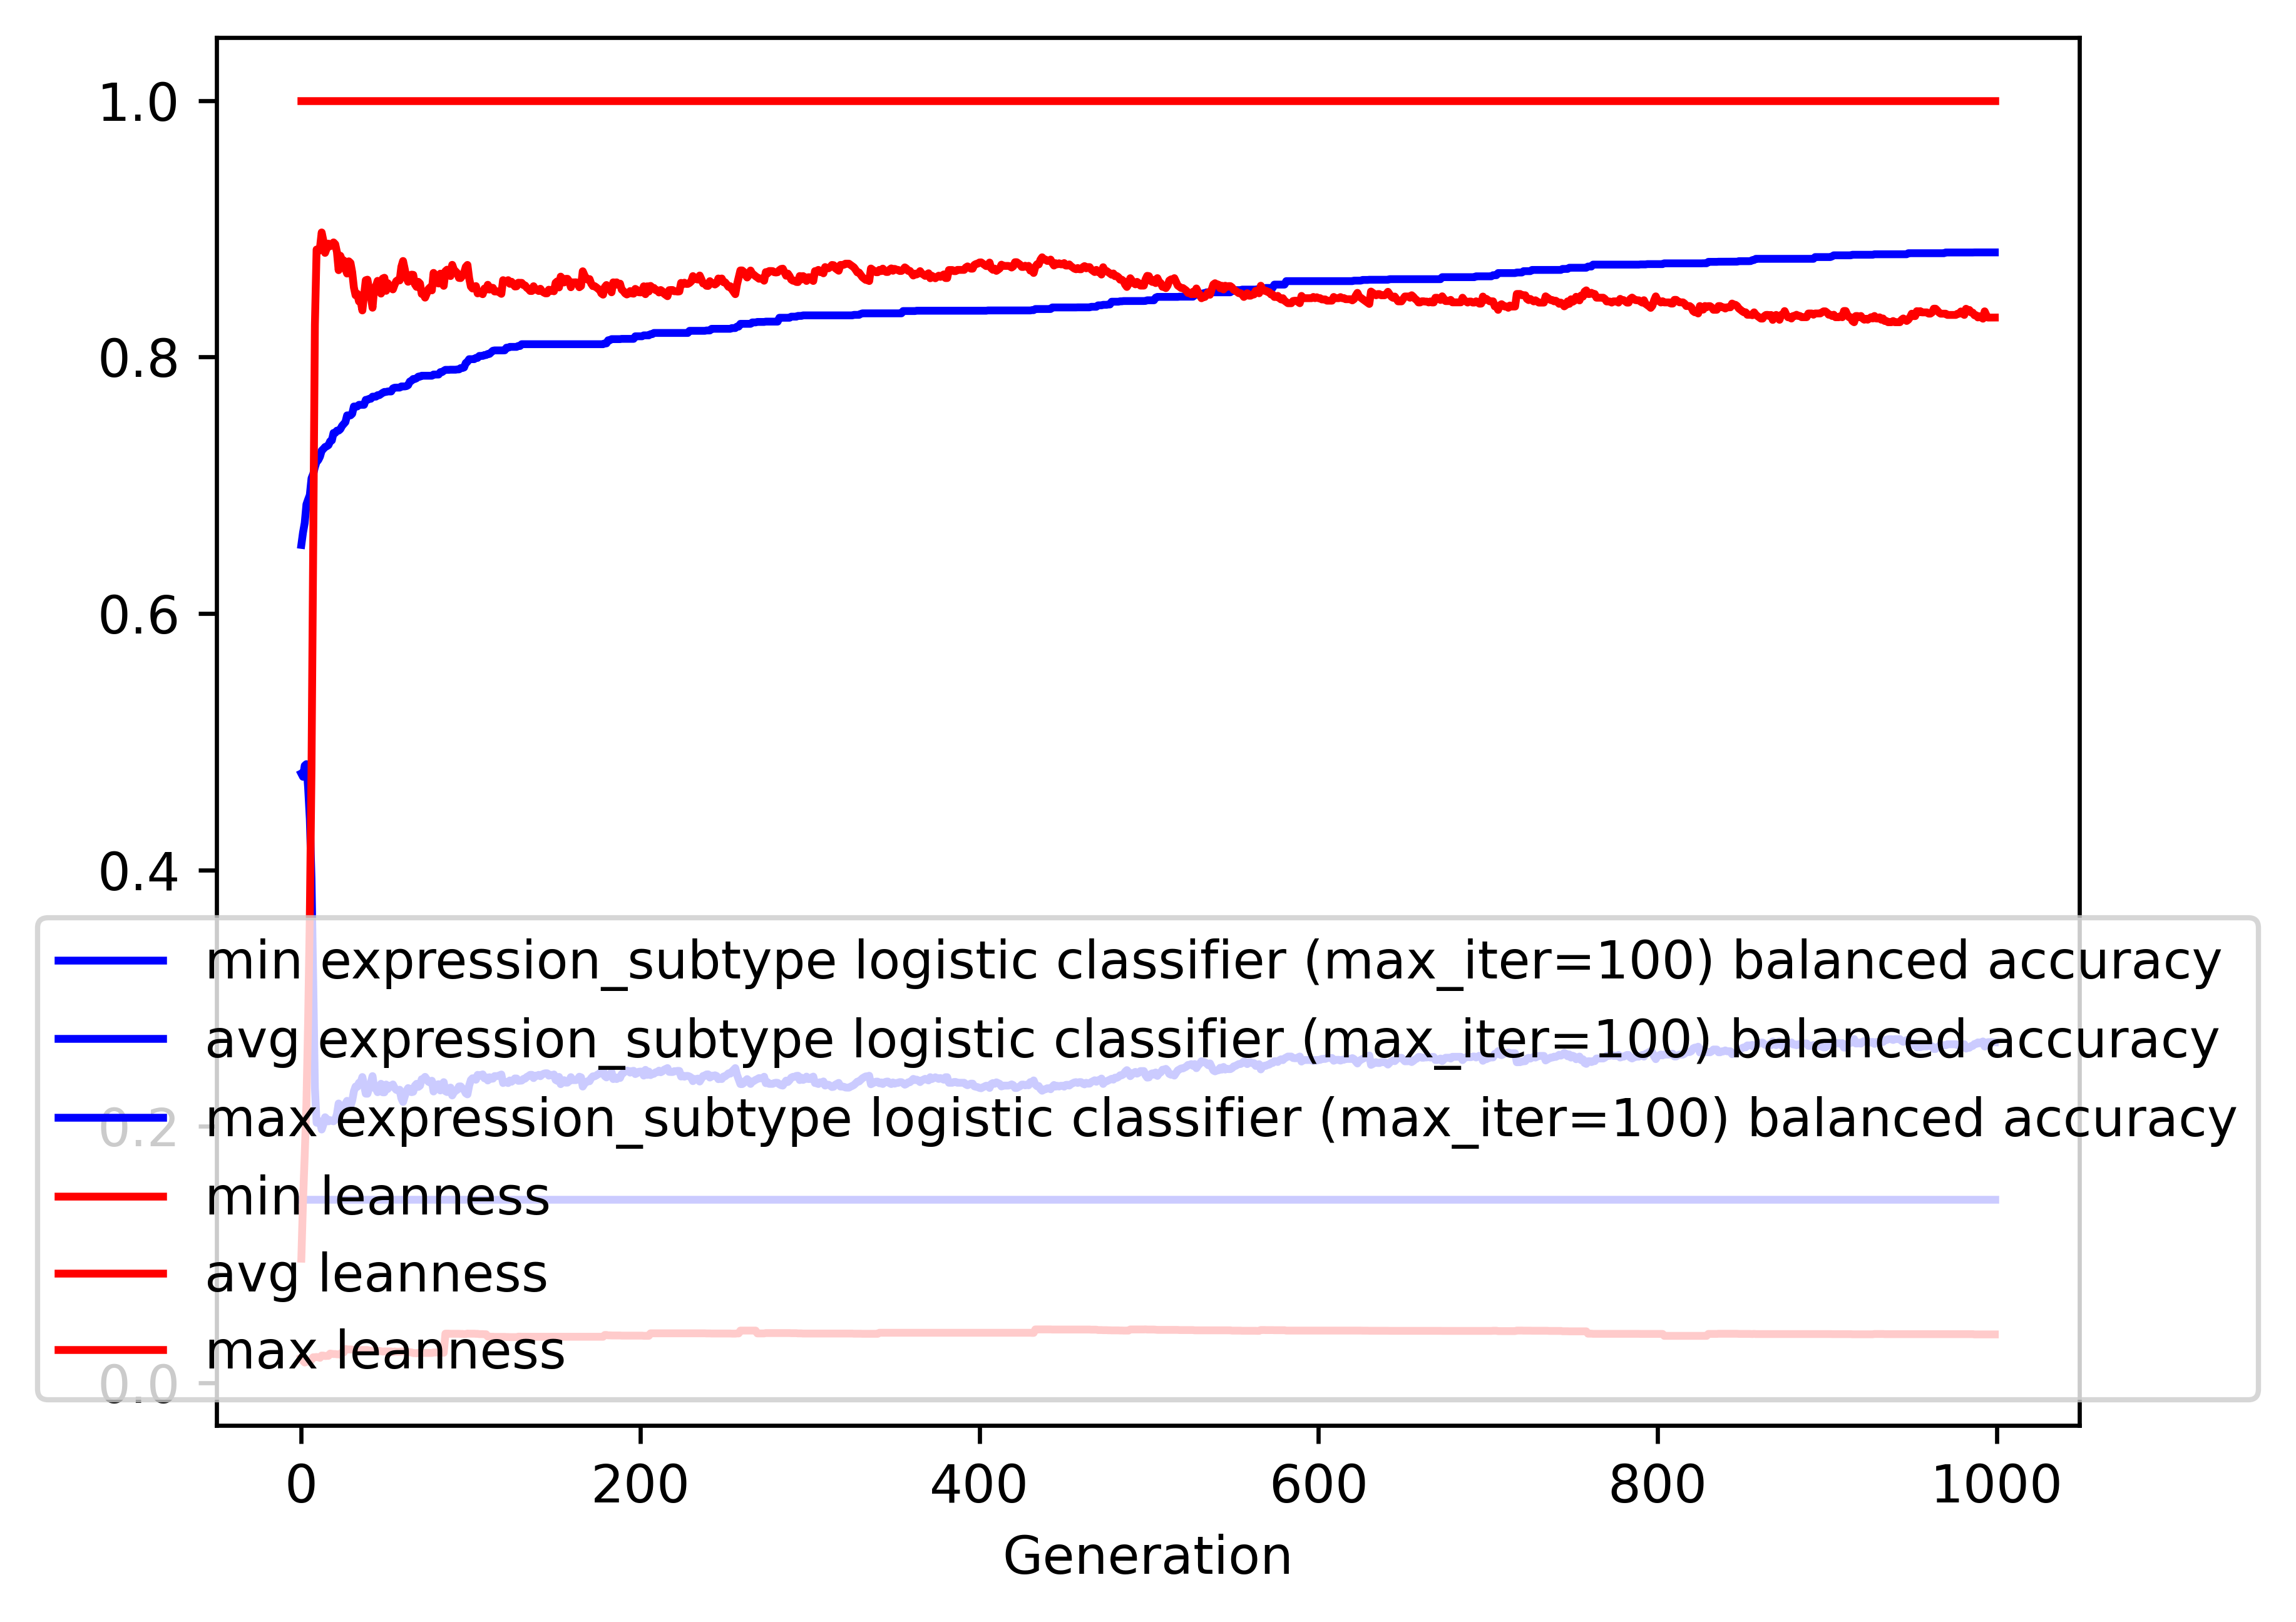 1.0
0.8
0.6
0.4
min expression_subtype logistic classifier (max_iter=100) balanced accuracy
avg expression_subtype logistic classifier (max_iter=100) balanced accuracy
0.2
max expression_subtype logistic classifier (max_iter=100) balanced accuracy
min leanness
avg leanness
max leanness
0.0
0 200 400 600 800 1000
Generation